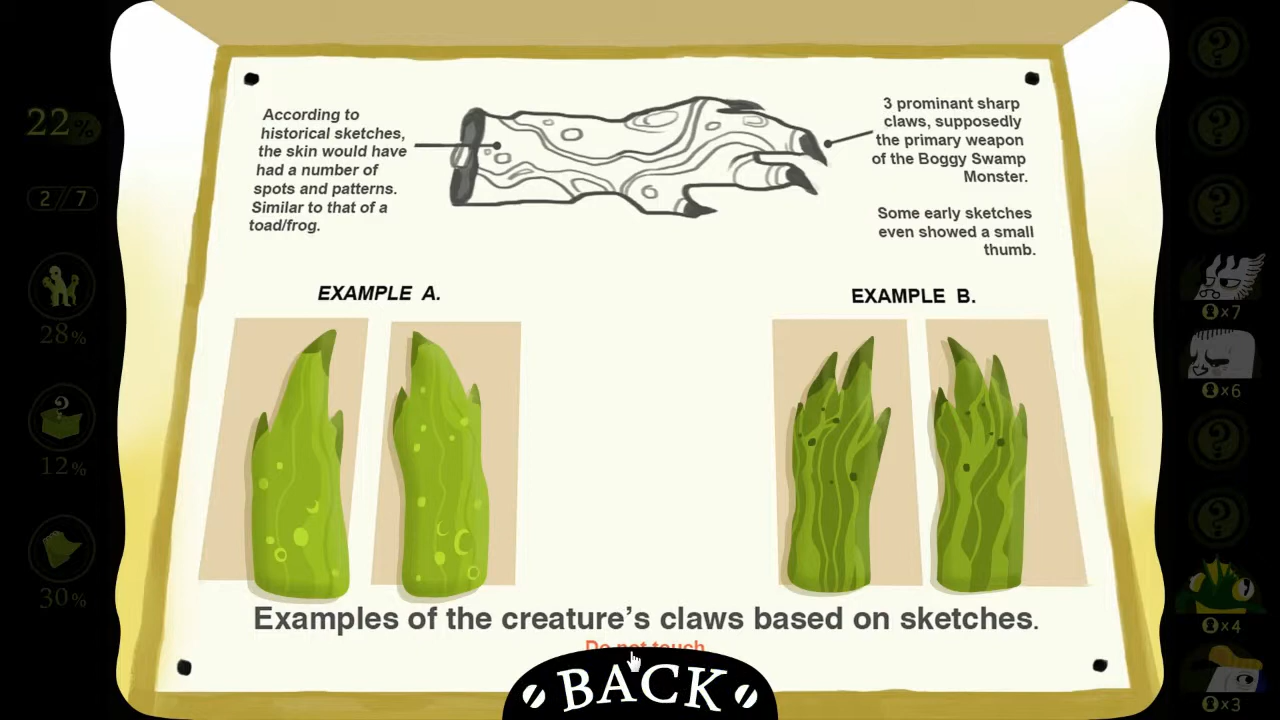 According to
historical sketches,
the skin would have
had a number of
spots and patterns.
Similar to that of a
toad/frog.
3 prominant sharp
claws, supposedly
the primary weapon
of the Boggy Swamp
Monster.
Some early sketches
even showed a small
thumb.
EXAMPLE A.
EXAMPLE B.
Examples of the creature's claws based on sketches.
Do not touch
BACK
22%
2/7
28%
?
12%
30%
?
?
?
×7
×6
?
?
×4
×3